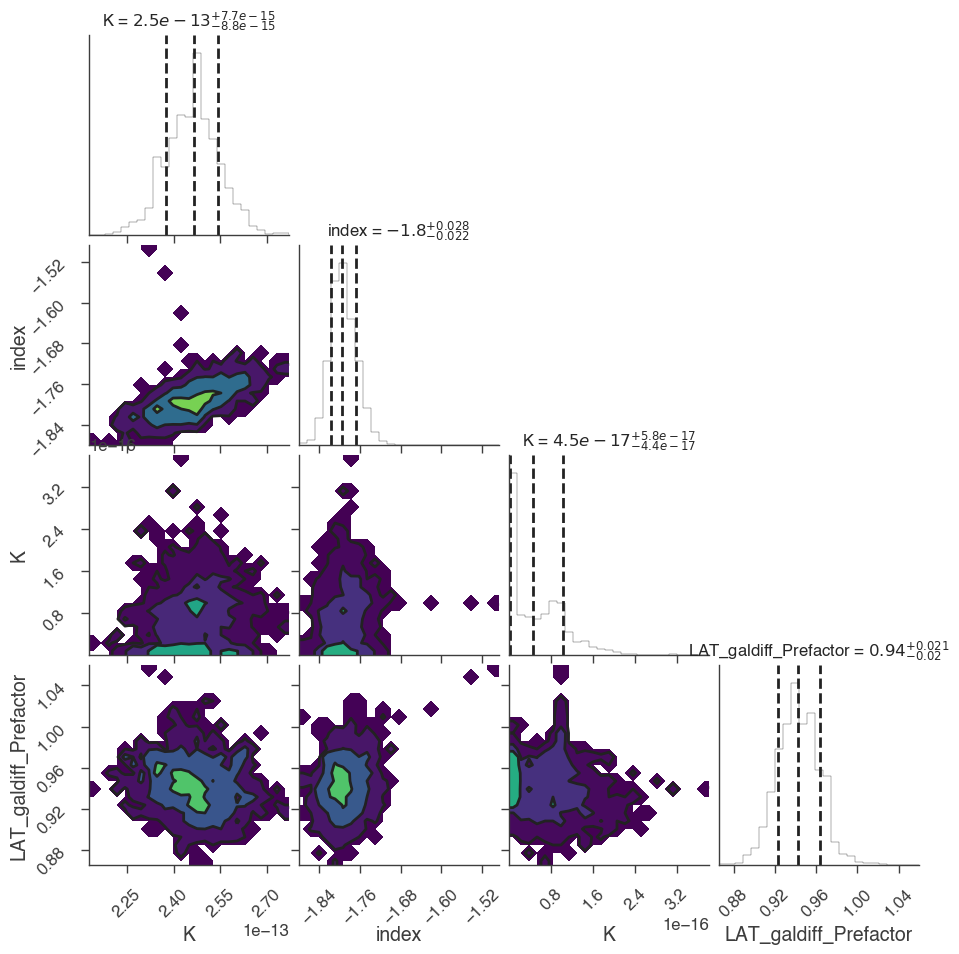 K = 2.5e−13 +7.7e−15 −8.8e−15
index = −1.8 +0.028 −0.022
−1.52
−1.60
−1.68
−1.76
−1.84
index
K = 4.5e−17 +5.8e−17 −4.4e−17
1e−16
3.2
2.4
1.6
0.8
K
LAT_galdiff_Prefactor = 0.94 +0.021 −0.02
1.04
1.00
0.96
0.92
0.88
LAT_galdiff_Prefactor
2.25 2.40 2.55 2.70
−1.84 −1.76 −1.68 −1.60 −1.52
0.8 1.6 2.4 3.2
0.88 0.92 0.96 1.00 1.04
1e−13
1e−16
K index K LAT_galdiff_Prefactor